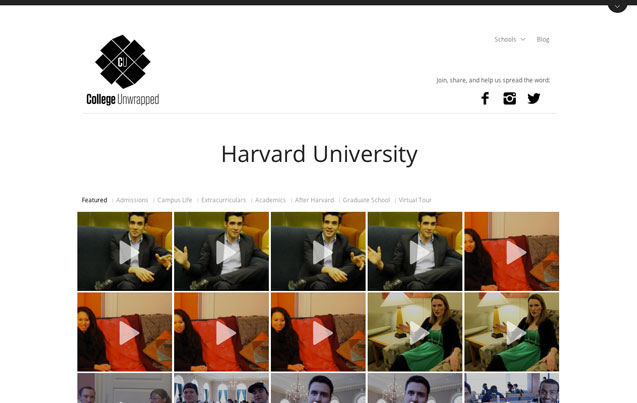 Schools
Blog
CU
College Unwrapped
Join, share, and help us spread the word:
Harvard University
Featured | Admissions | Campus Life | Extracurriculars | Academics | After Harvard | Graduate School | Virtual Tour